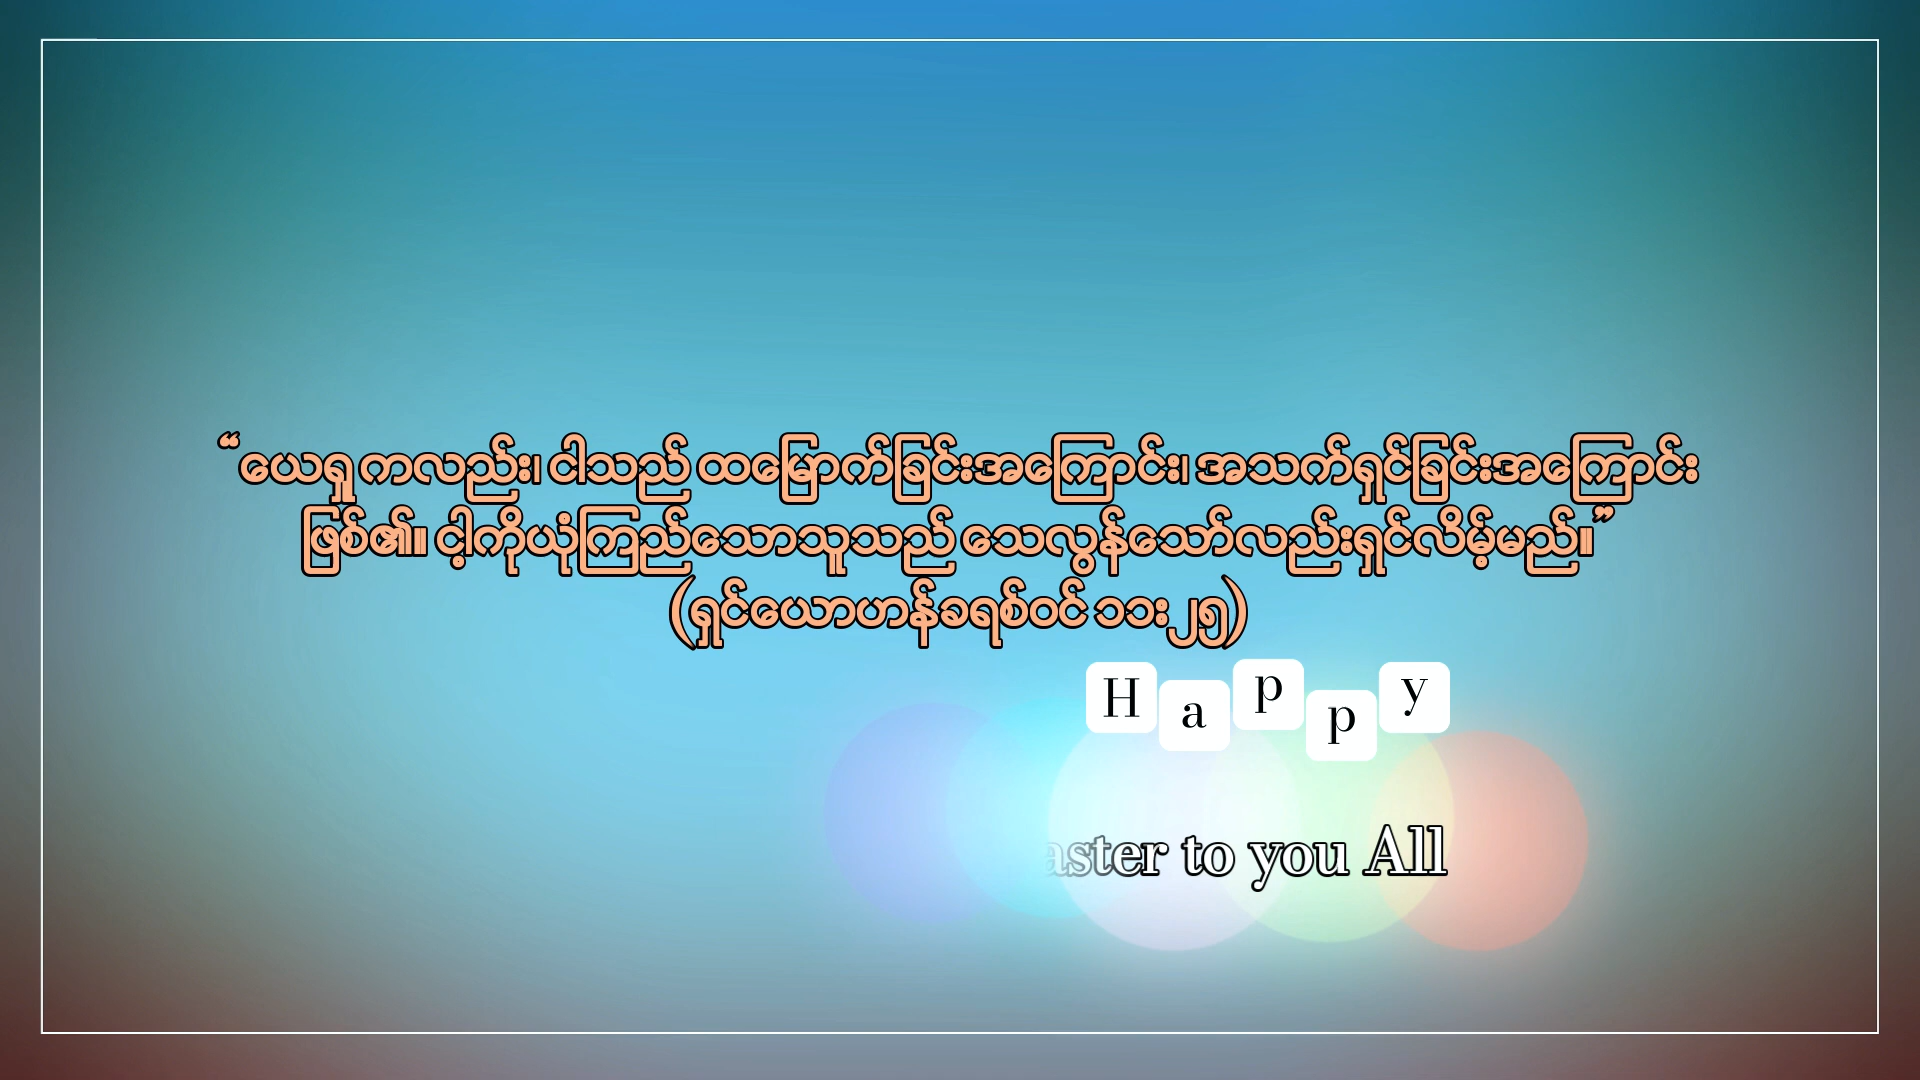 “ယေရှု ကလည်း၊ ငါသည် ထမြောက်ခြင်းအကြောင်း၊ အသက်ရှင်ခြင်းအကြောင်း
ဖြစ်၏။ ငါ့ကိုယုံကြည်သောသူသည် သေလွန်သော်လည်းရှင်လိမ့်မည်။”
(ရှင်ယောဟန်ခရစ်ဝင် ၁၁း၂၅)
Happy
aster to you All